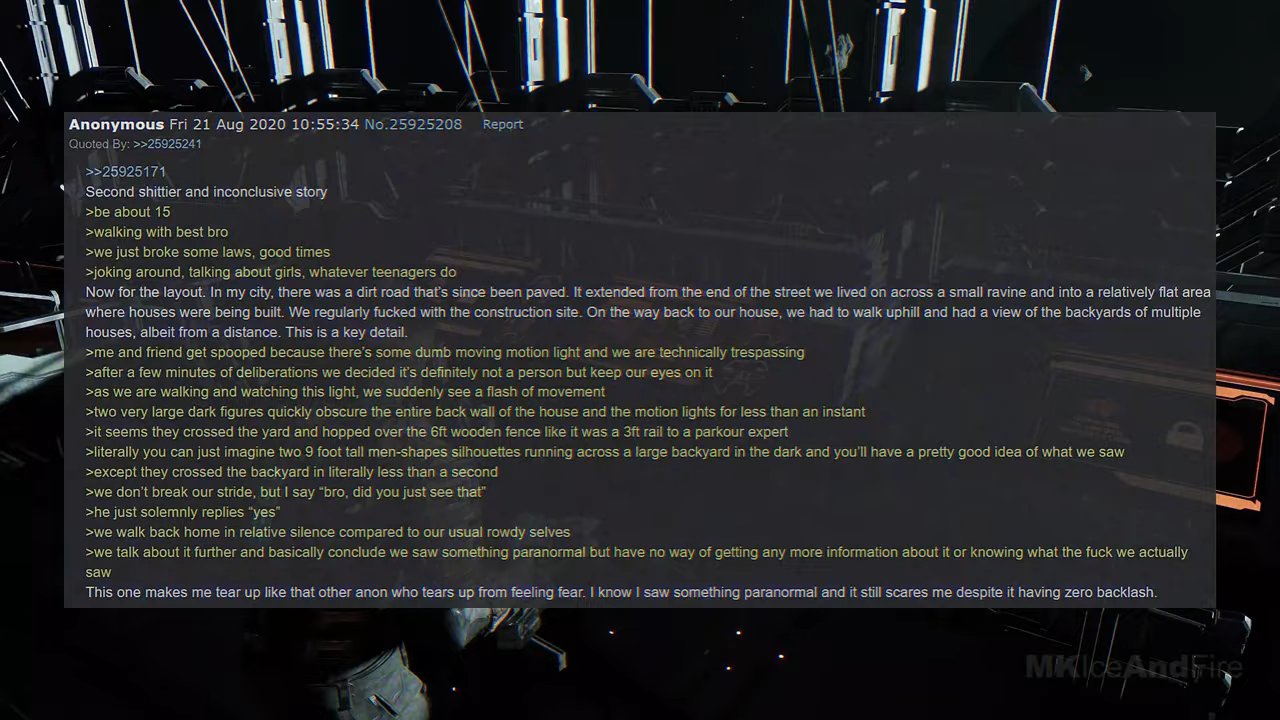 Anonymous Fri 21 Aug 2020 10:55:34 No.25925208 Report
Quoted By: >>25925241
>>25925171
Second shittier and inconclusive story
>be about 15
>walking with best bro
>we just broke some laws, good times
>joking around, talking about girls, whatever teenagers do
Now for the layout. In my city, there was a dirt road that's since been paved. It extended from the end of the street we lived on across a small ravine and into a relatively flat area
where houses were being built. We regularly fucked with the construction site. On the way back to our house, we had to walk uphill and had a view of the backyards of multiple
houses, albeit from a distance. This is a key detail.
>me and friend get spooped because there's some dumb moving motion light and we are technically trespassing
>after a few minutes of deliberations we decided it's definitely not a person but keep our eyes on it
>as we are walking and watching this light, we suddenly see a flash of movement
>two very large dark figures quickly obscure the entire back wall of the house and the motion lights for less than an instant
>it seems they crossed the yard and hopped over the 6ft wooden fence like it was a 3ft rail to a parkour expert
>literally you can just imagine two 9 foot tall men-shapes silhouettes running across a large backyard in the dark and you'll have a pretty good idea of what we saw
>except they crossed the backyard in literally less than a second
>we don't break our stride, but I say “bro, did you just see that”
>he just solemnly replies “yes”
>we walk back home in relative silence compared to our usual rowdy selves
>we talk about it further and basically conclude we saw something paranormal but have no way of getting any more information about it or knowing what the fuck we actually
saw
This one makes me tear up like that other anon who tears up from feeling fear. I know I saw something paranormal and it still scares me despite it having zero backlash.
MKIceAndFire